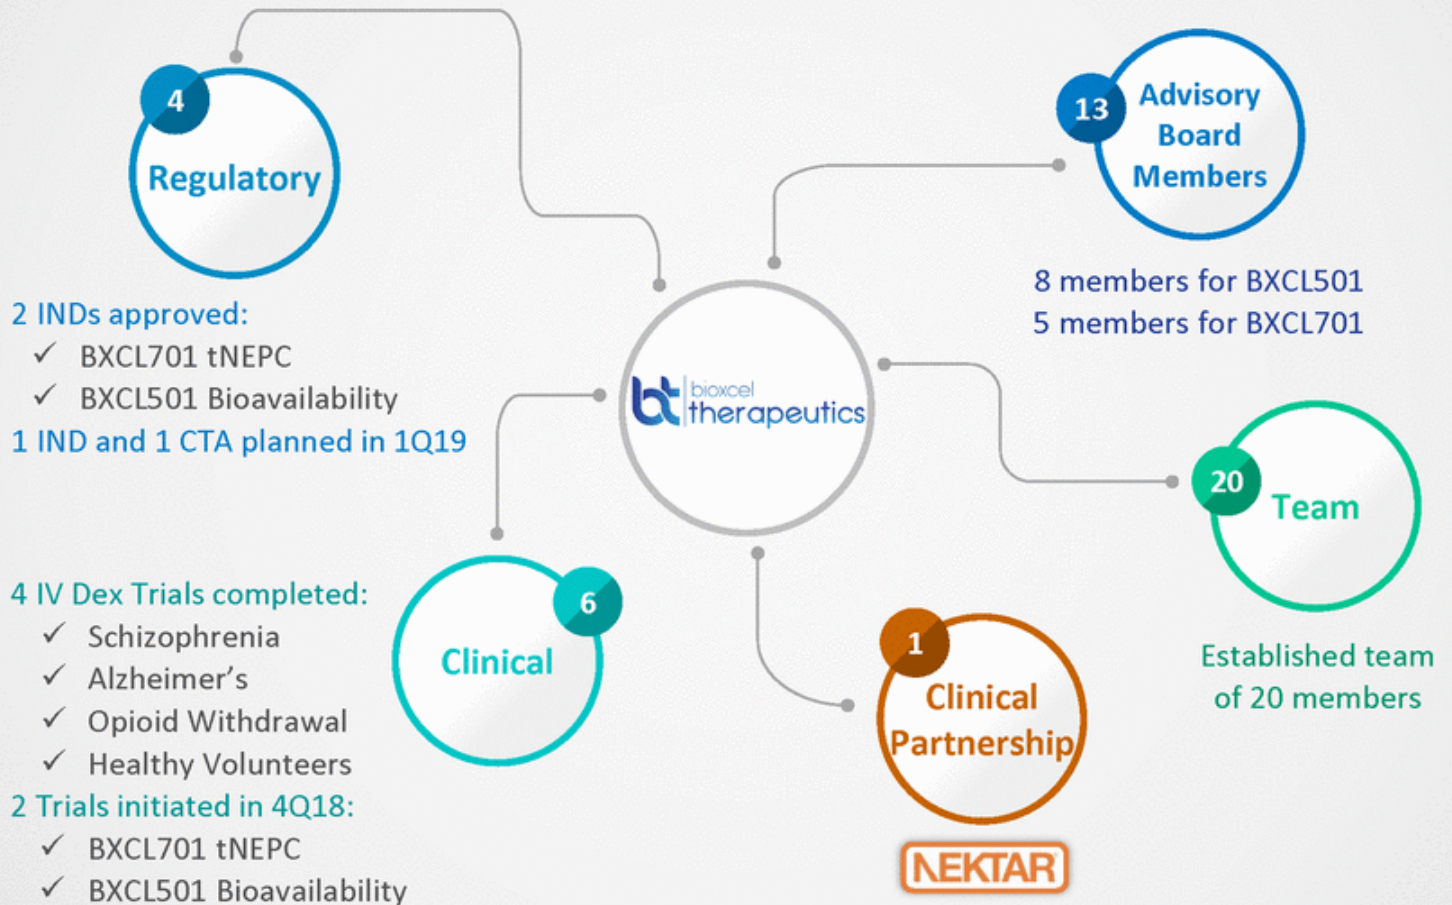 4
Regulatory
2 INDs approved:
✓ BXCL701 tNEPC
✓ BXCL501 Bioavailability
1 IND and 1 CTA planned in 1Q19
13
Advisory
Board
Members
8 members for BXCL501
5 members for BXCL701
bt bioxcel
therapeutics
20
Team
Established team
of 20 members
4 IV Dex Trials completed:
✓ Schizophrenia
✓ Alzheimer’s
✓ Opioid Withdrawal
✓ Healthy Volunteers
2 Trials initiated in 4Q18:
✓ BXCL701 tNEPC
✓ BXCL501 Bioavailability
6
Clinical
1
Clinical
Partnership
NEKTAR